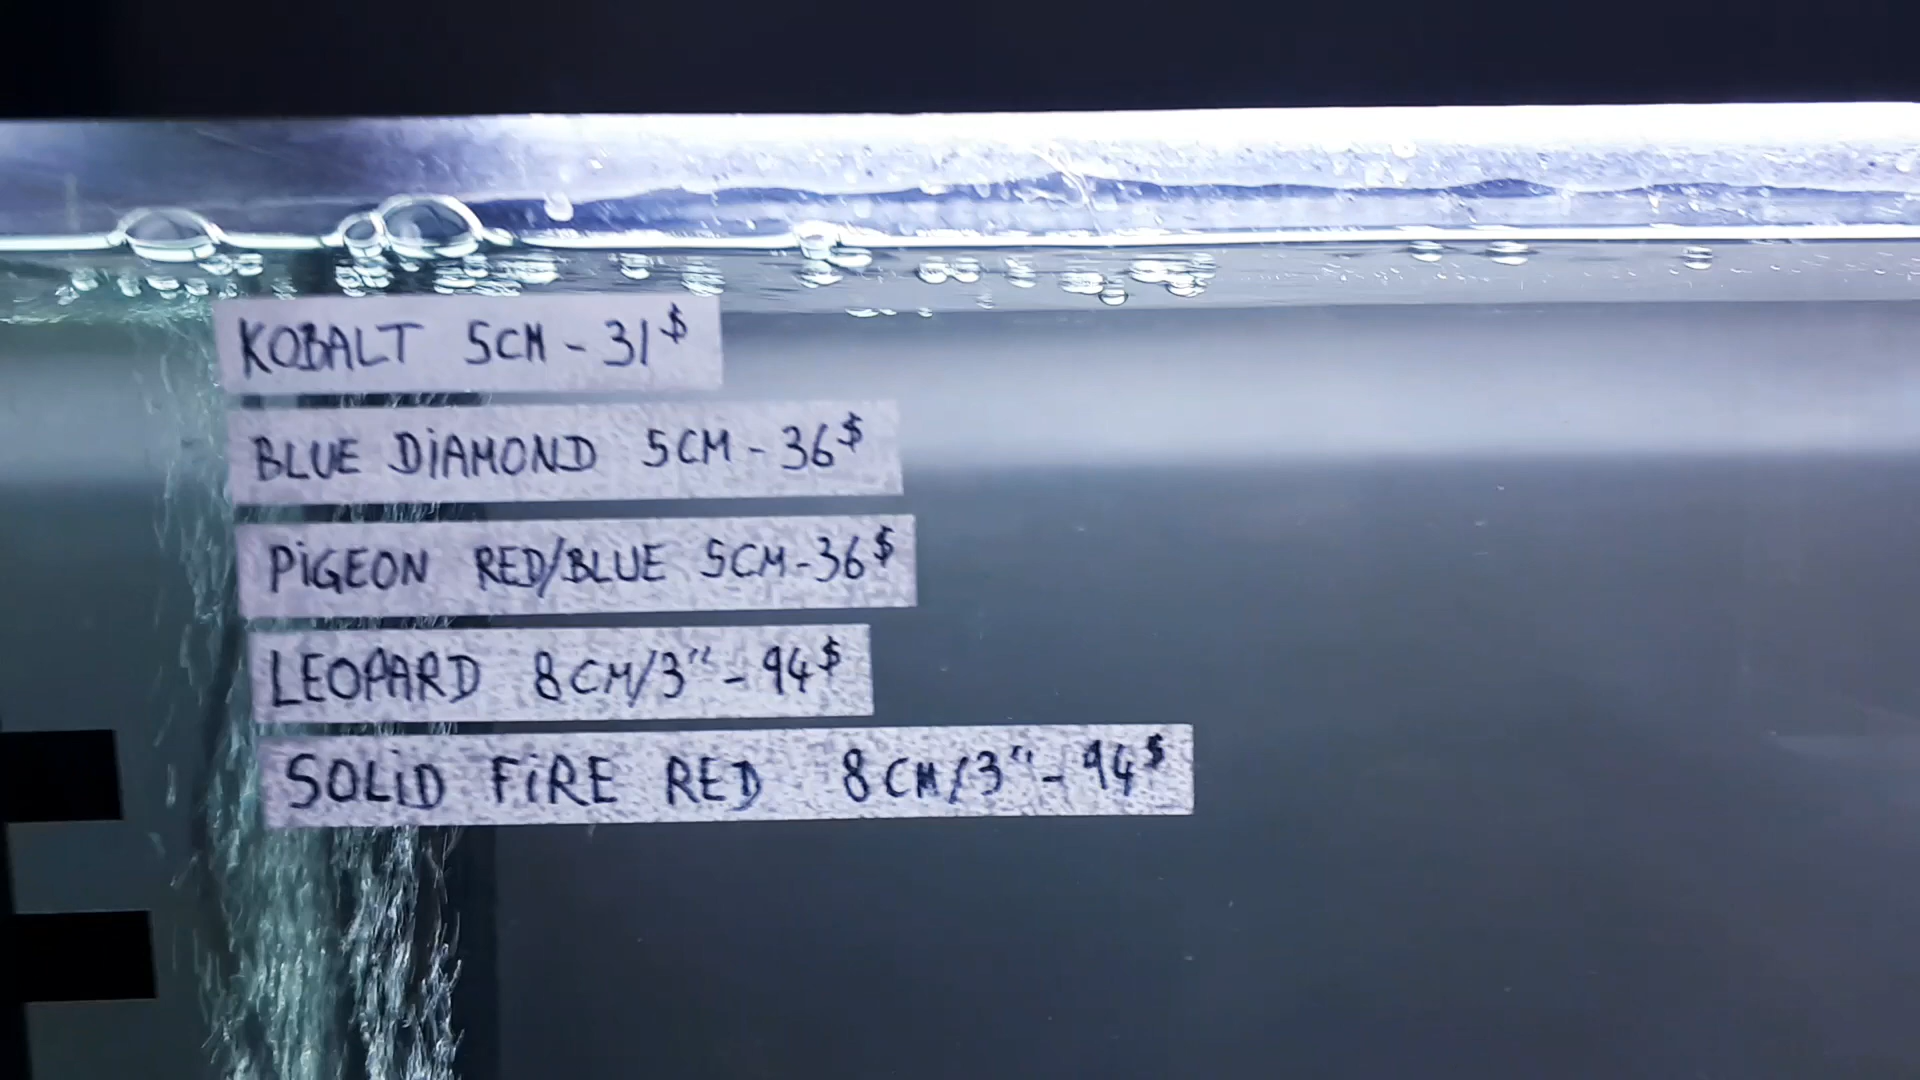 KOBALT 5CM - 31$
BLUE DIAMOND 5CM - 36$
PIGEON RED/BLUE 5CM-36$
LEOPARD 8CM/3" - 94$
SOLID FIRE RED 8CM/3" - 94$